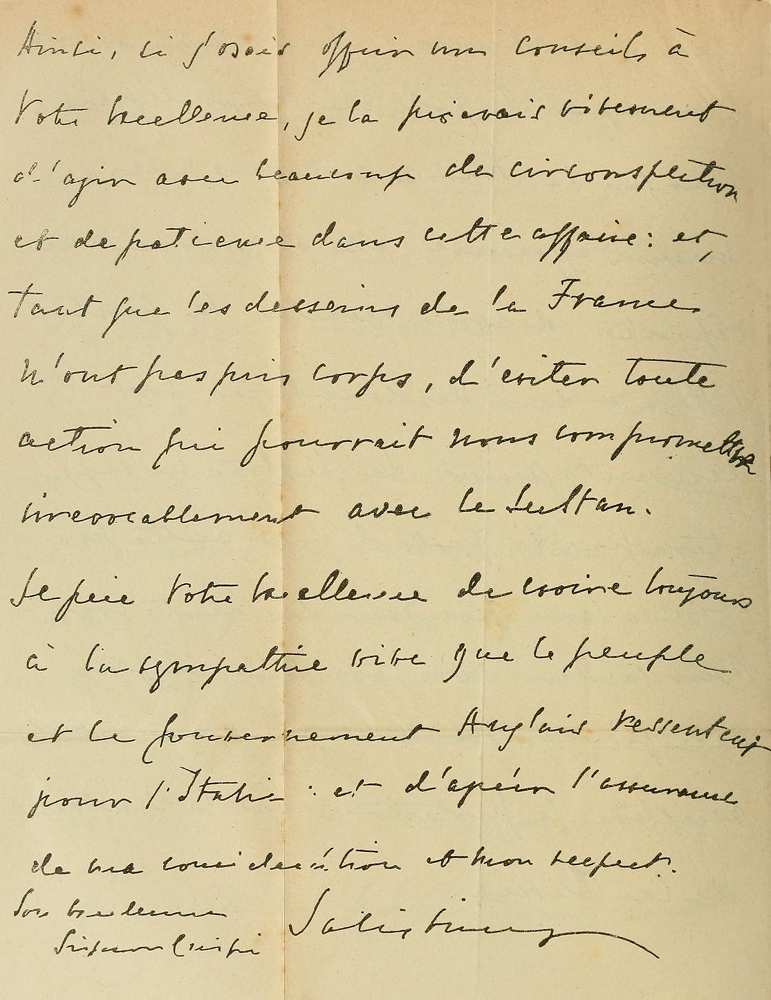 Ainsi, si j'osais offrir un conseils à
Votre Excellence, je la prierais vivement
d'agir avec beaucoup de circonspection
et de patience dans cette affaire: et,
tant que les desseins de la France
n'ont pas pris corps, d'eviter toute
action qui pourrait nous compromettre
irrevocablement avec le Sultan.
Je prie Votre Excellence de croire toujours
à la sympathie vive que le peuple
et le gouvernement Anglais ressentent
pour l'Italie: et d'agréer l'assurance
de ma consideration et mon respect.
Son Excellence
Signor Crispi
Salisbury